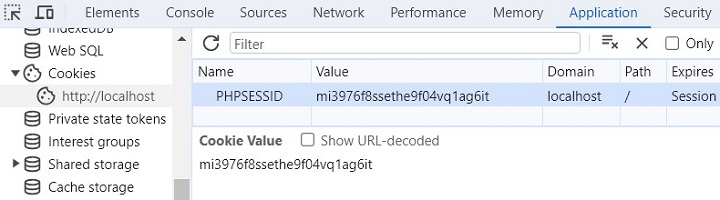 Elements Console Sources Network Performance Memory Application Security
IndexedDB
Web SQL
Cookies
http://localhost
Private state tokens
Interest groups
Shared storage
Cache storage
Filter
Only
Name Value Domain Path Expires
PHPSESSID mi3976f8ssethe9f04vq1ag6it localhost / Session
Cookie Value Show URL-decoded
mi3976f8ssethe9f04vq1ag6it